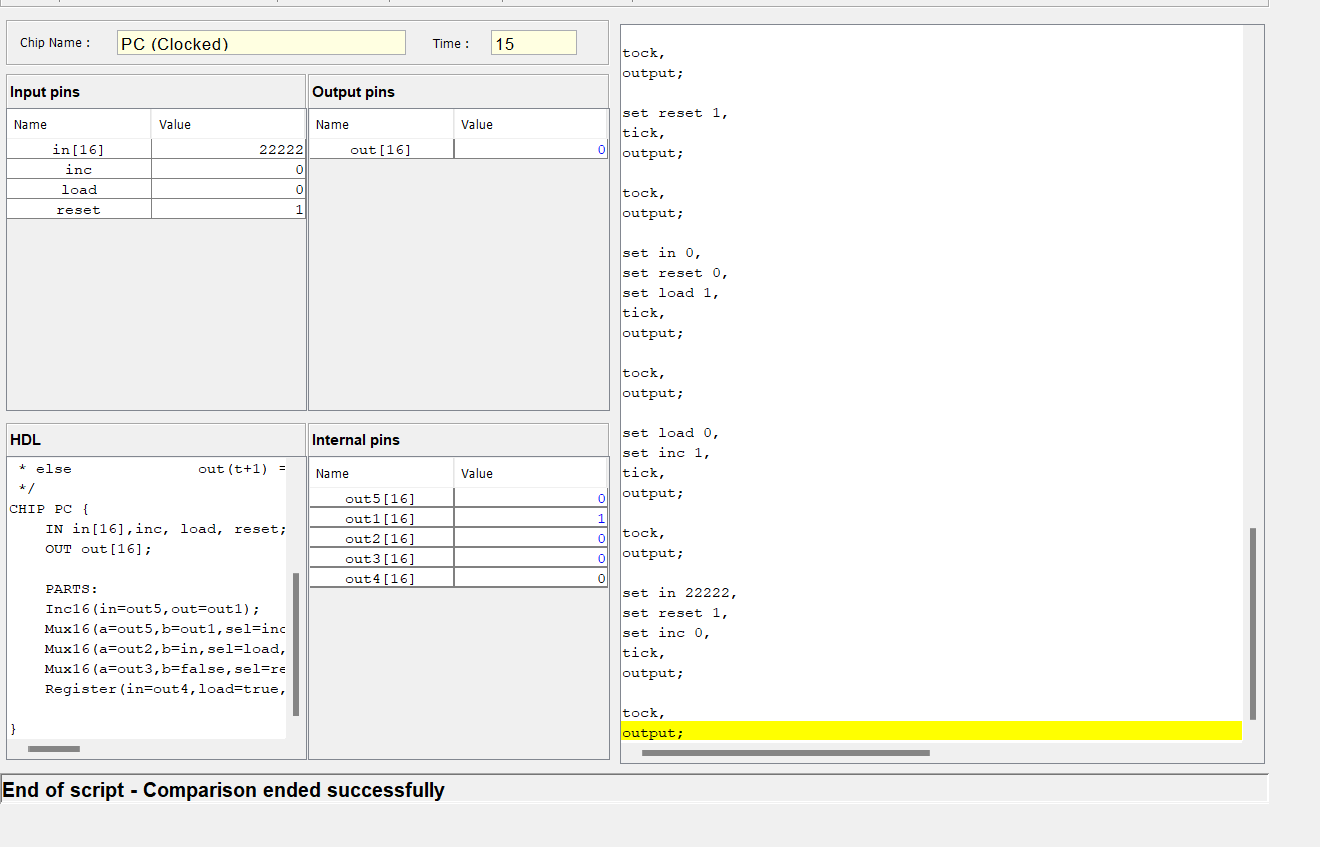 Chip Name : PC (Clocked) Time : 15
Input pins
Name Value
in[16] 22222
inc 0
load 0
reset 1
Output pins
Name Value
out[16] 0
HDL
* else out(t+1) =
*/
CHIP PC {
IN in[16],inc, load, reset;
OUT out[16];
PARTS:
Inc16(in=out5,out=out1);
Mux16(a=out5,b=out1,sel=inc
Mux16(a=out2,b=in,sel=load,
Mux16(a=out3,b=false,sel=re
Register(in=out4,load=true,
}
Internal pins
Name Value
out5[16] 0
out1[16] 1
out2[16] 0
out3[16] 0
out4[16] 0
tock,
output;
set reset 1,
tick,
output;
tock,
output;
set in 0,
set reset 0,
set load 1,
tick,
output;
tock,
output;
set load 0,
set inc 1,
tick,
output;
tock,
output;
set in 22222,
set reset 1,
set inc 0,
tick,
output;
tock,
output;
End of script - Comparison ended successfully